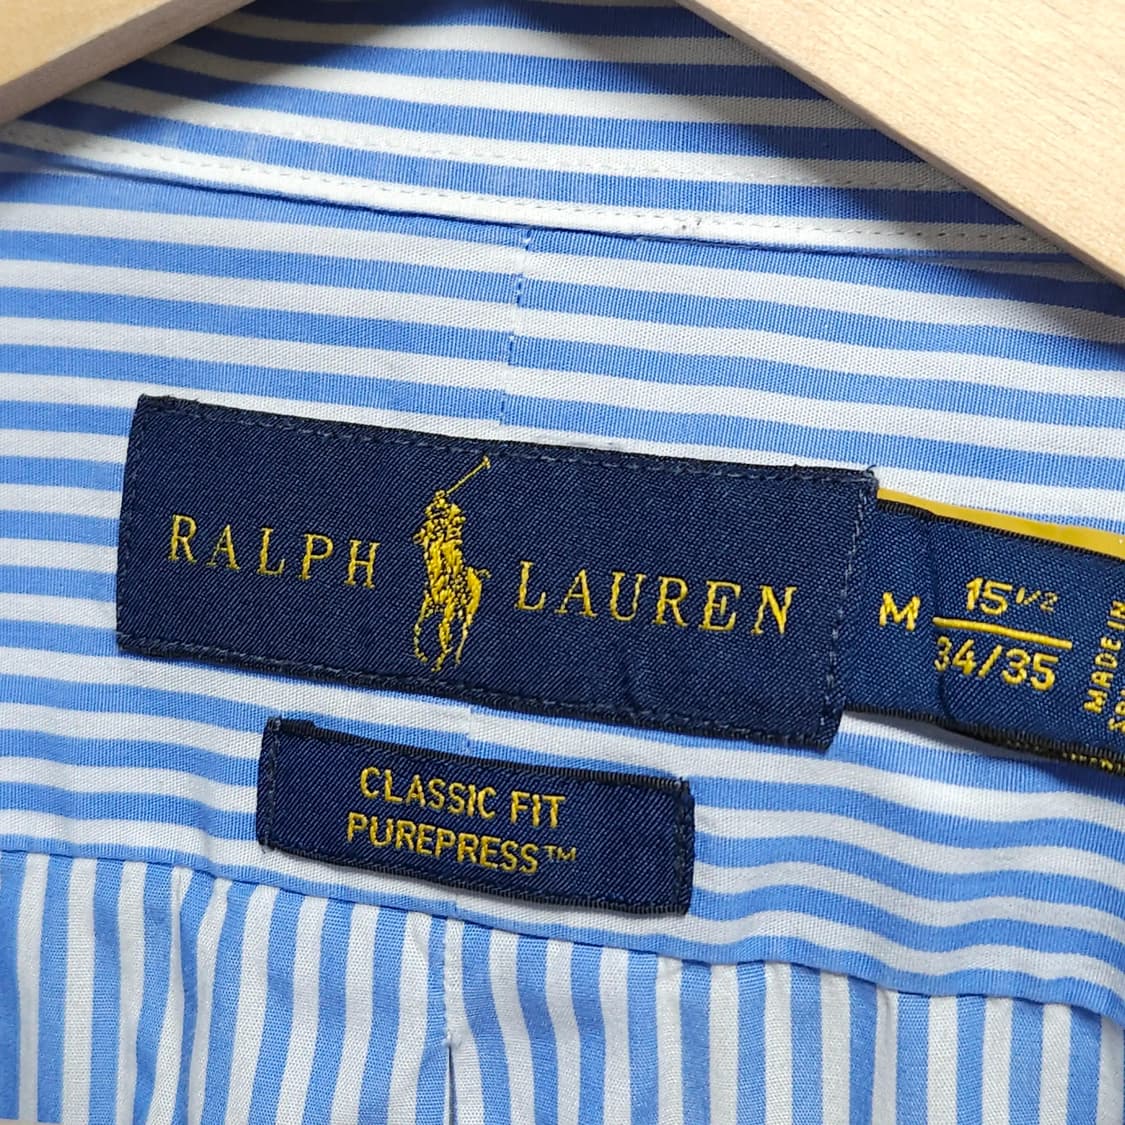 RALPH LAUREN
M 15 1/2
34/35
MADE IN
CLASSIC FIT
PUREPRESS™